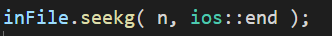 inFile.seekg( n, ios::end );